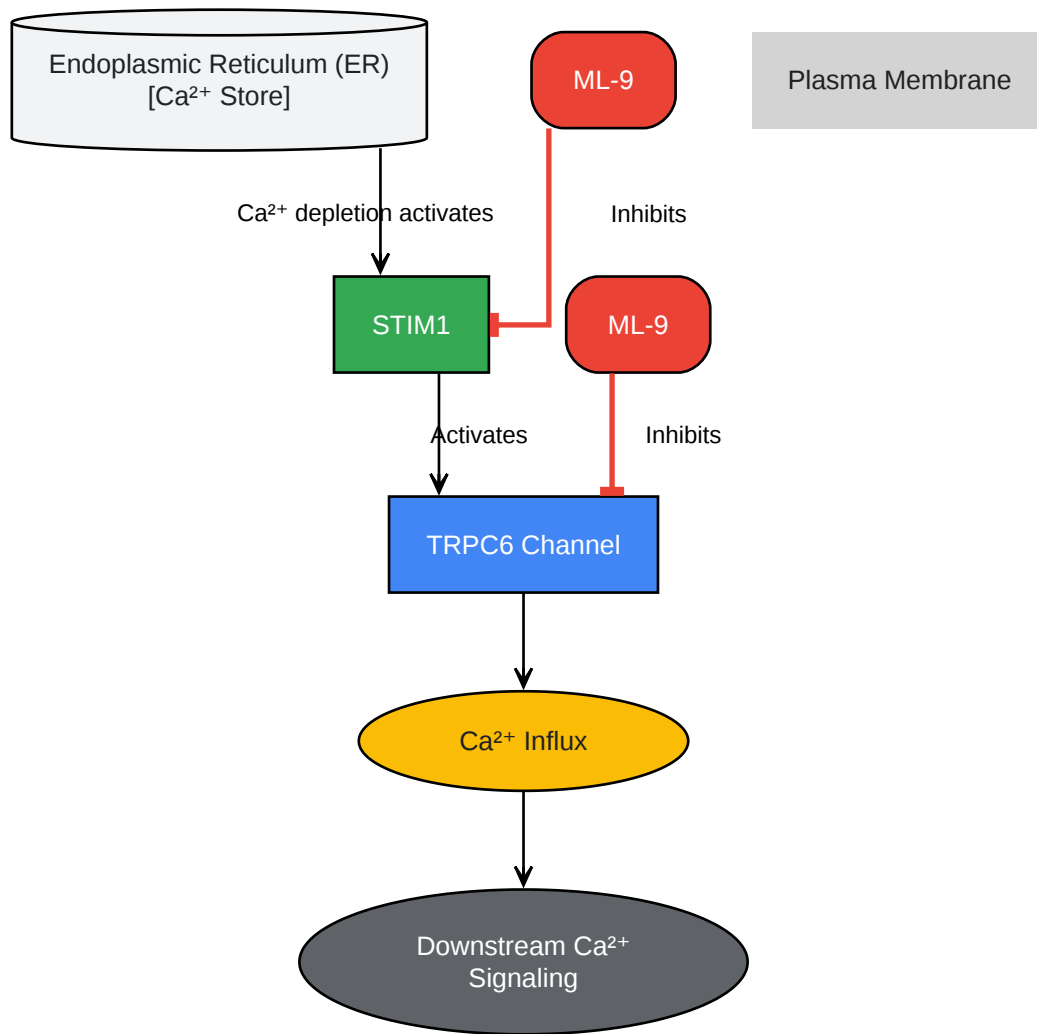 Endoplasmic Reticulum (ER)
[Ca²⁺ Store]
ML-9
Plasma Membrane
Ca²⁺ depletion activates
Inhibits
STIM1
ML-9
Activates
Inhibits
TRPC6 Channel
Ca²⁺ Influx
Downstream Ca²⁺
Signaling